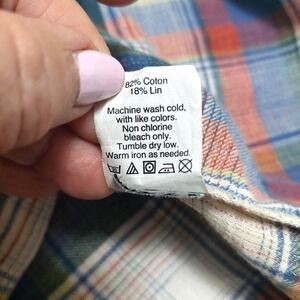 82% Coton
18% Lin
Machine wash cold,
with like colors.
Non chlorine
bleach only.
Tumble dry low.
Warm iron as needed.